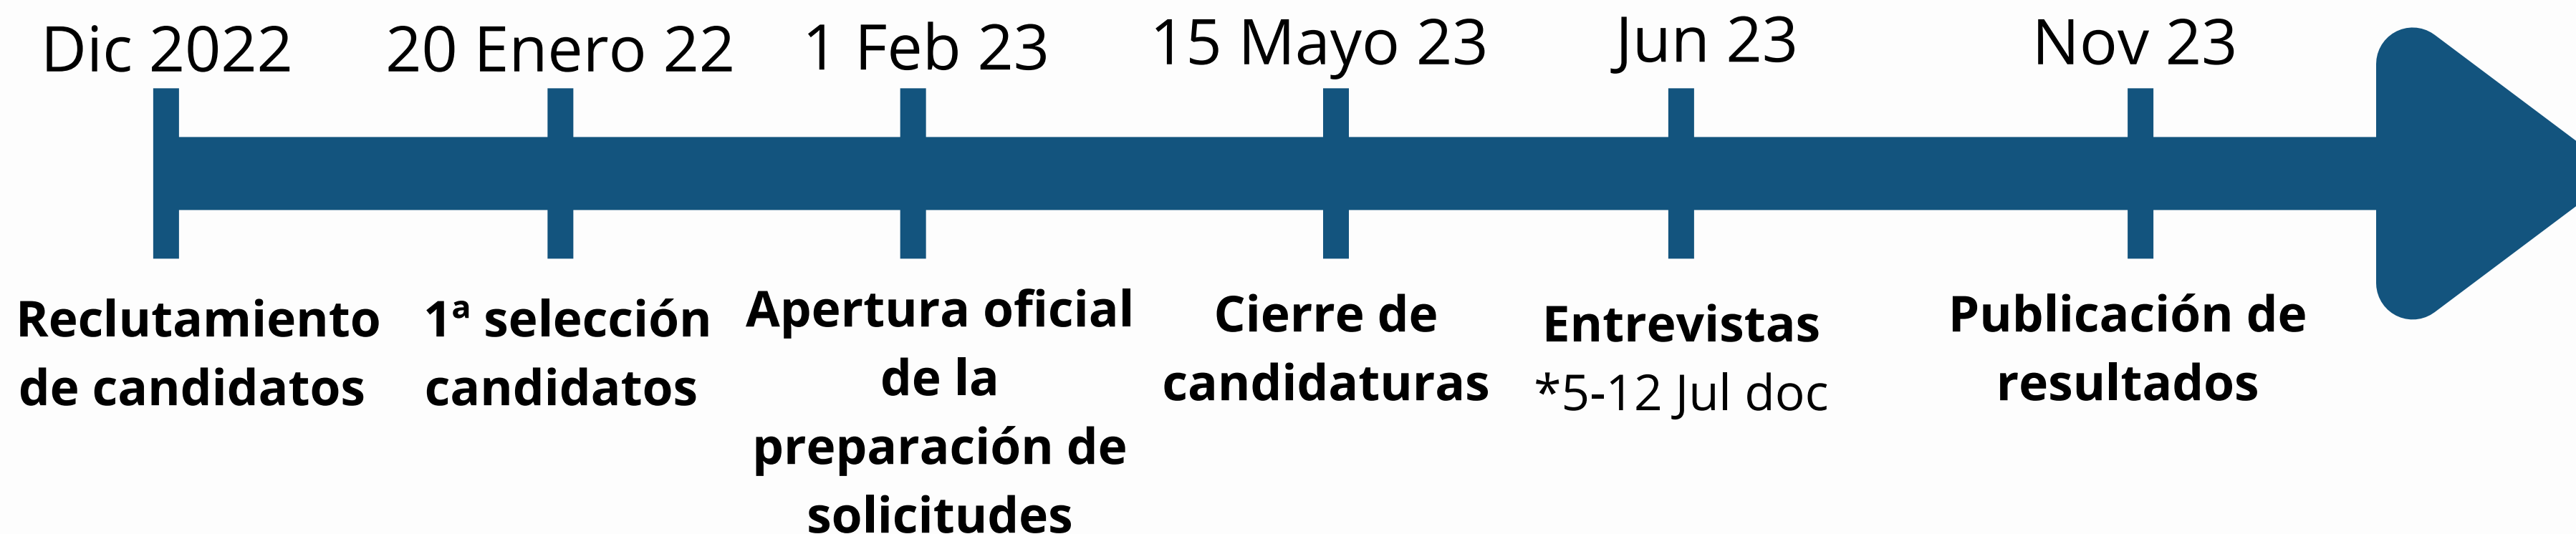 Dic 2022
20 Enero 22
1 Feb 23
15 Mayo 23
Jun 23
Nov 23
Reclutamiento
de candidatos
1ª selección
candidatos
Apertura oficial
de la
preparación de
solicitudes
Cierre de
candidaturas
Entrevistas
*5-12 Jul doc
Publicación de
resultados